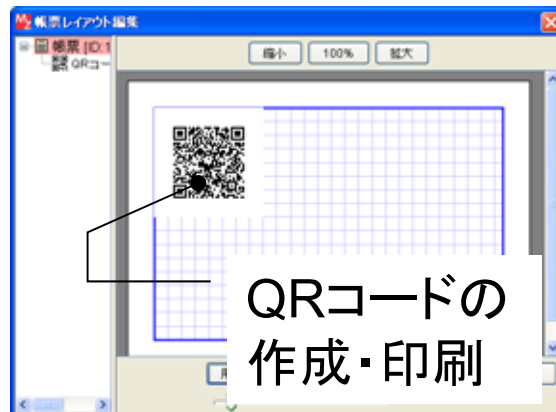 帳票レイアウト編集
帳票 [ID:1
QRコー
縮小 100% 拡大
QRコードの
作成・印刷